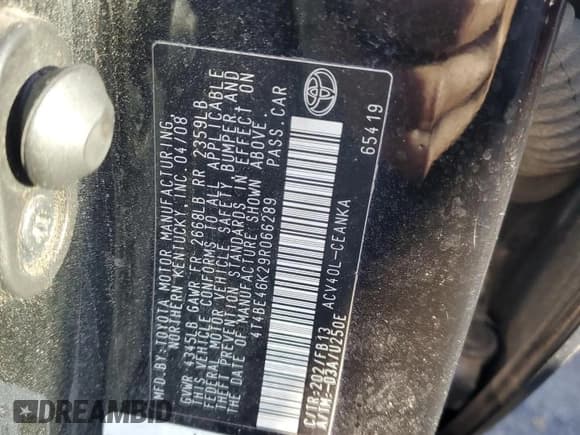 MFD. BY: TOYOTA MOTOR MANUFACTURING,
NORTHERN KENTUCKY, INC. 04/08
GVWR 4345LB GAWR FR 2668LB RR 2359LB
THIS VEHICLE CONFORMS TO ALL APPLICABLE
FEDERAL MOTOR VEHICLE SAFETY, BUMPER, AND
THEFT PREVENTION STANDARDS IN EFFECT ON
THE DATE OF MANUFACTURE SHOWN ABOVE.
4T4BE46K29R066289 PASS. CAR
ACV40L-CEANKA 65419
C/TR: 202/FB13
A/TM: -03A/U250E
DEALERSHIPS
AUCTIONS